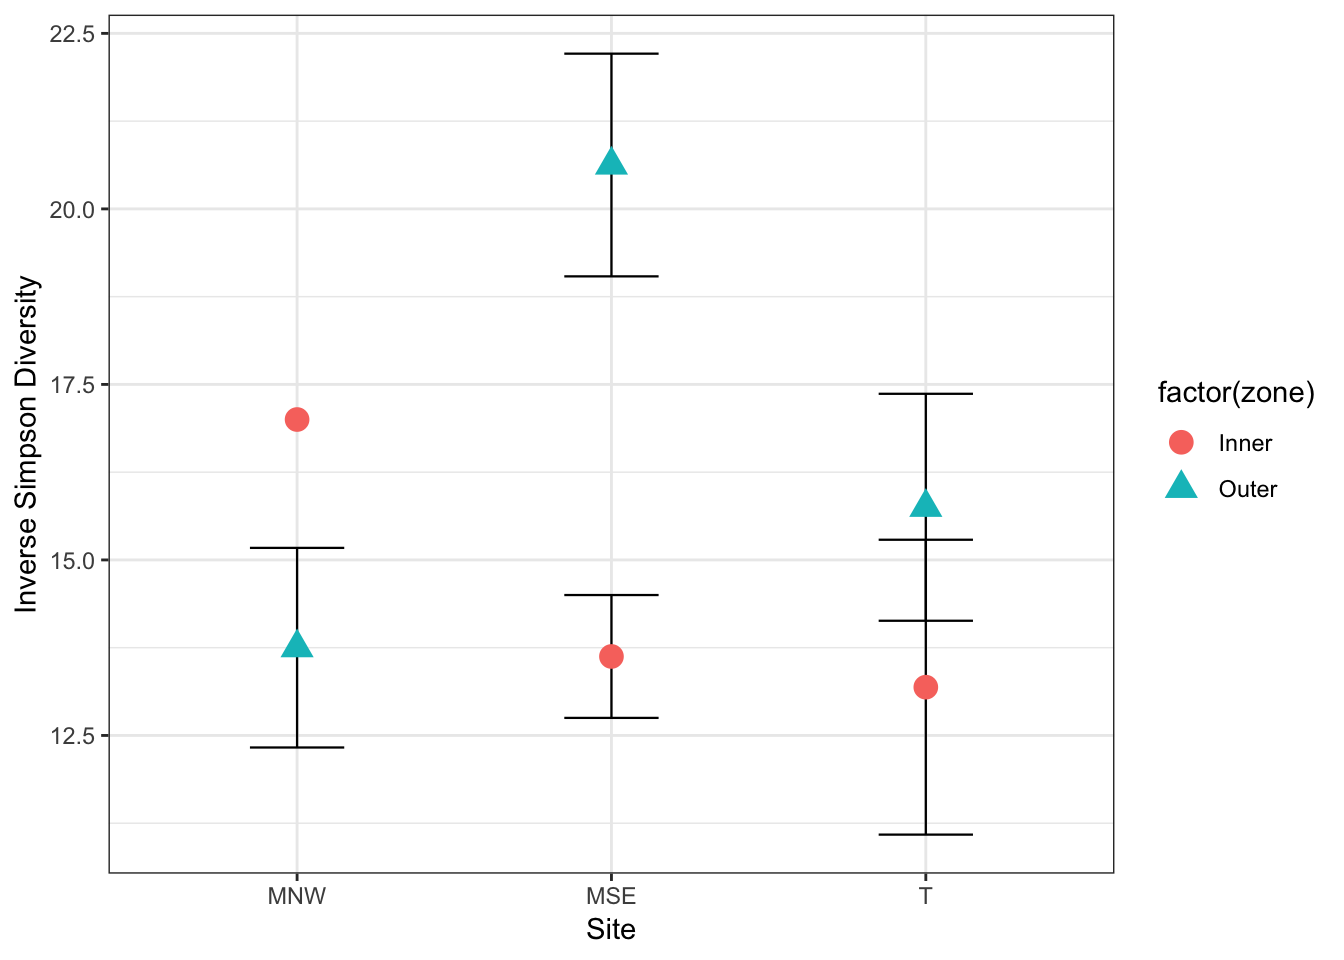 22.5
20.0
17.5
15.0
12.5
Inverse Simpson Diversity
MNW
MSE
T
Site
factor(zone)
Inner
Outer